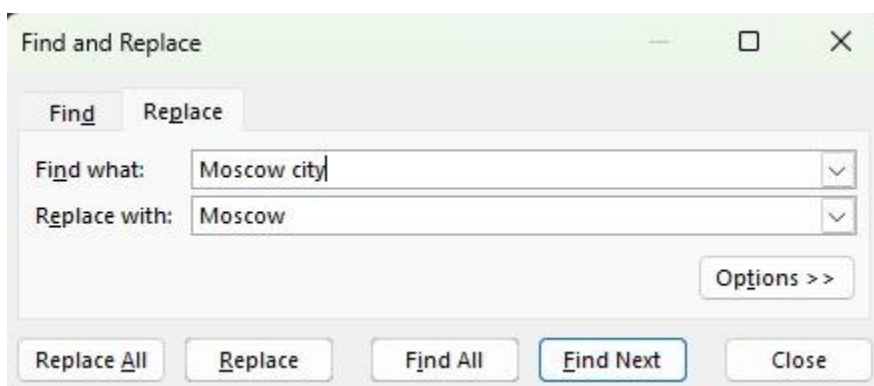 Find and Replace
Find Replace
Find what: Moscow city
Replace with: Moscow
Options >>
Replace All Replace Find All Find Next Close